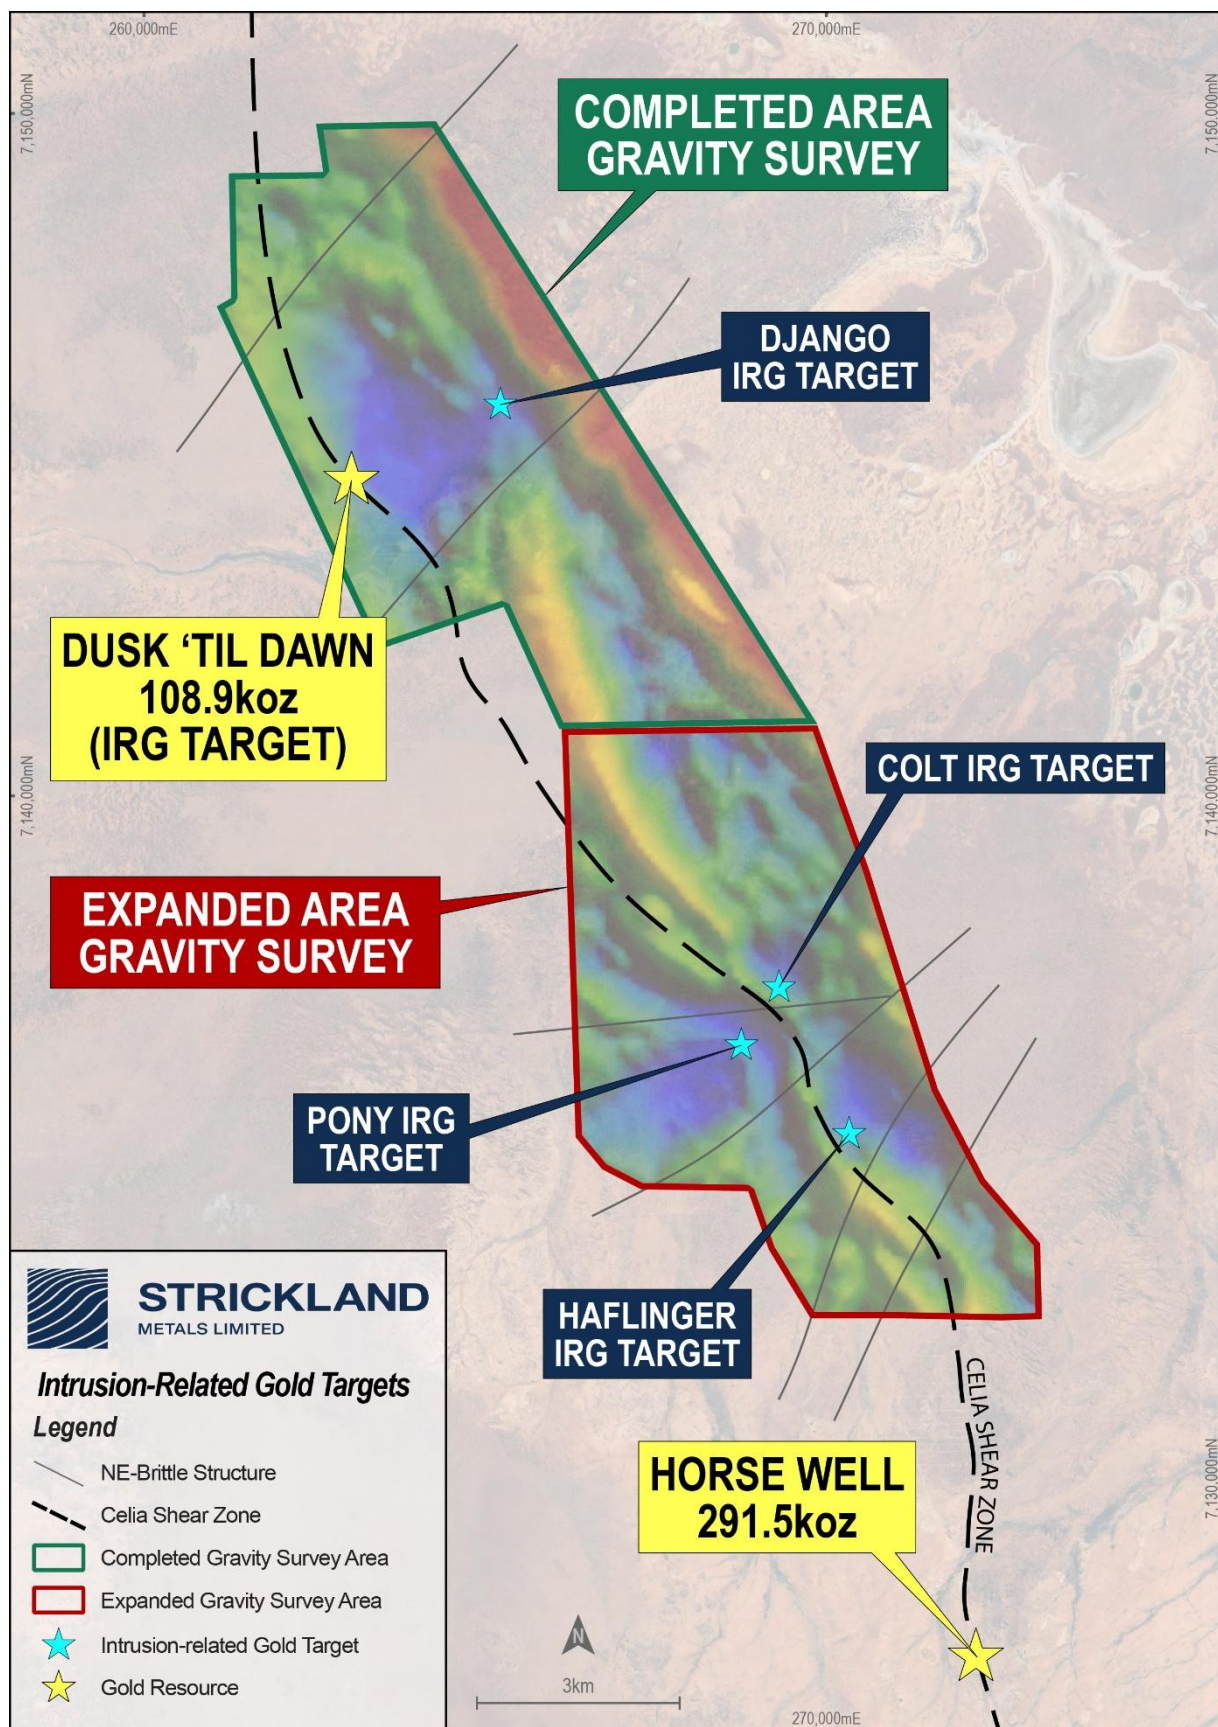 260,000mE
270,000mE
7,150,000mN
7,150,000mN
COMPLETED AREA
GRAVITY SURVEY
DJANGO
IRG TARGET
DUSK ‘TIL DAWN
108.9koz
(IRG TARGET)
COLT IRG TARGET
7,140,000mN
7,140,000mN
EXPANDED AREA
GRAVITY SURVEY
PONY IRG
TARGET
HAFLINGER
IRG TARGET
CELIA SHEAR ZONE
HORSE WELL
291.5koz
7,130,000mN
STRICKLAND
METALS LIMITED
Intrusion-Related Gold Targets
Legend
NE-Brittle Structure
Celia Shear Zone
Completed Gravity Survey Area
Expanded Gravity Survey Area
Intrusion-related Gold Target
Gold Resource
N
3km
270,000mE